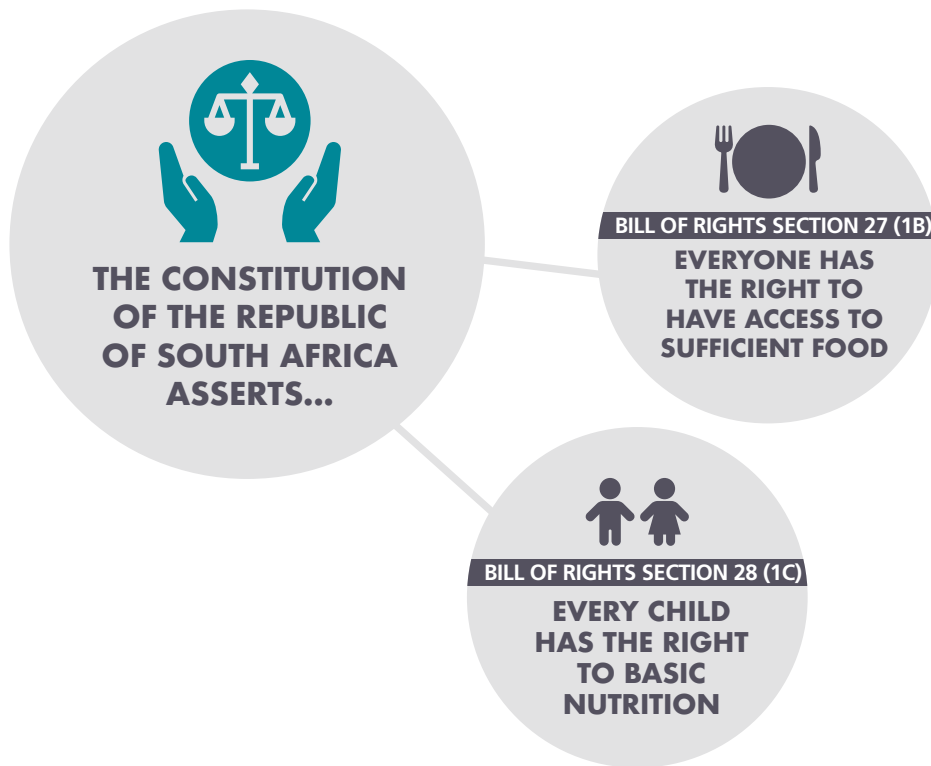 THE CONSTITUTION
OF THE REPUBLIC
OF SOUTH AFRICA
ASSERTS...
BILL OF RIGHTS SECTION 27 (1B)
EVERYONE HAS
THE RIGHT TO
HAVE ACCESS TO
SUFFICIENT FOOD
BILL OF RIGHTS SECTION 28 (1C)
EVERY CHILD
HAS THE RIGHT
TO BASIC
NUTRITION